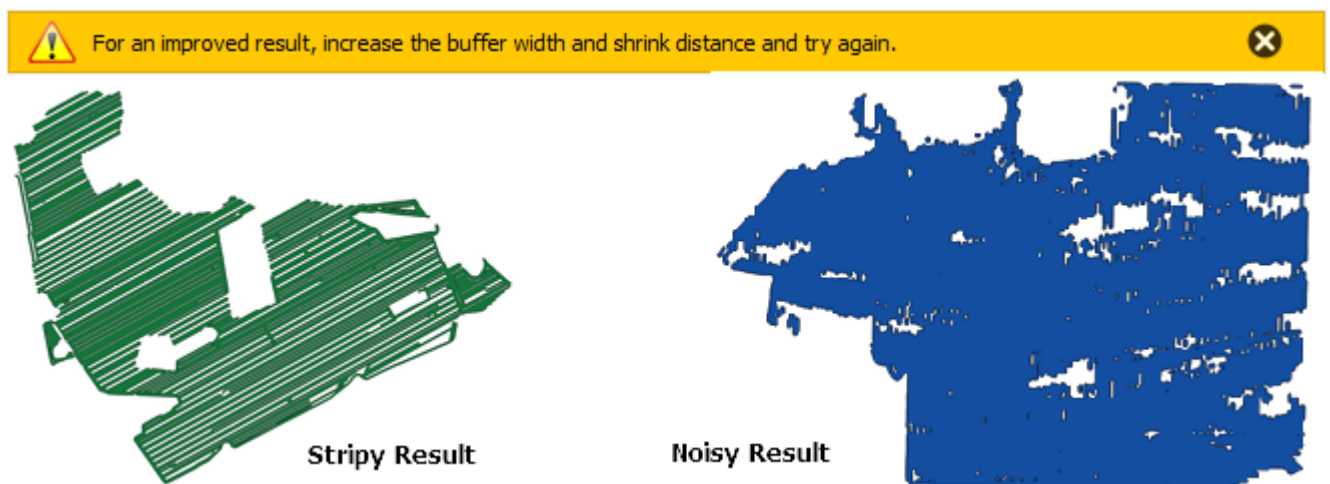 For an improved result, increase the buffer width and shrink distance and try again.
Stripy Result
Noisy Result